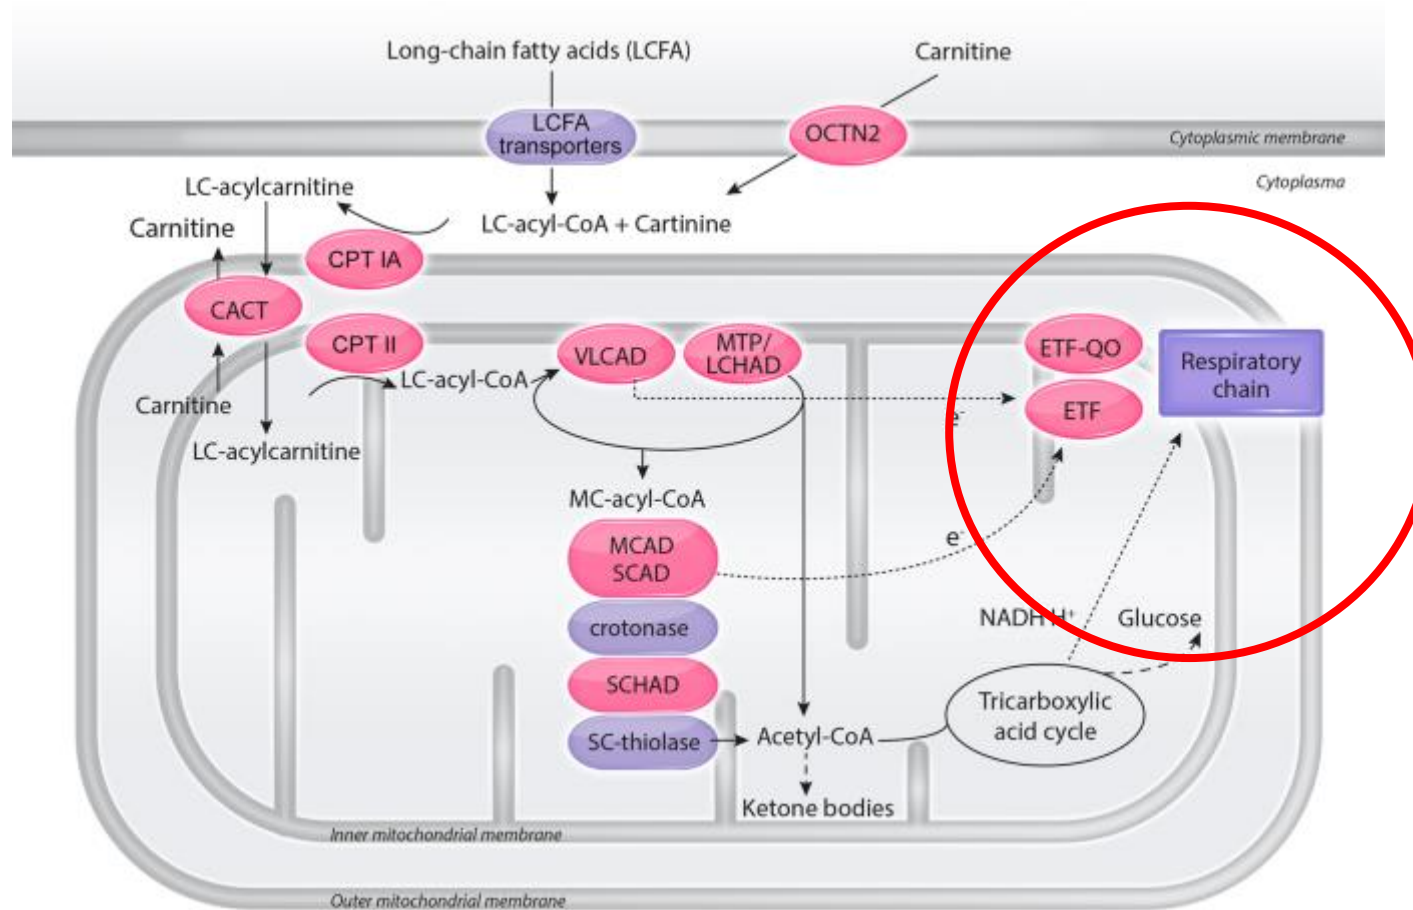 Long-chain fatty acids (LCFA)
Carnitine
LCFA
transporters
OCTN2
Cytoplasmic membrane
Cytoplasma
LC-acylcarnitine
Carnitine
LC-acyl-CoA + Cartinine
CPT IA
CACT
CPT II
VLCAD
MTP/
LCHAD
ETF-QO
Respiratory
chain
LC-acyl-CoA
Carnitine
ETF
e-
LC-acylcarnitine
MC-acyl-CoA
MCAD
SCAD
e-
crotonase
NADH H+
Glucose
SCHAD
Tricarboxylic
acid cycle
SC-thiolase
Acetyl-CoA
Ketone bodies
Inner mitochondrial membrane
Outer mitochondrial membrane